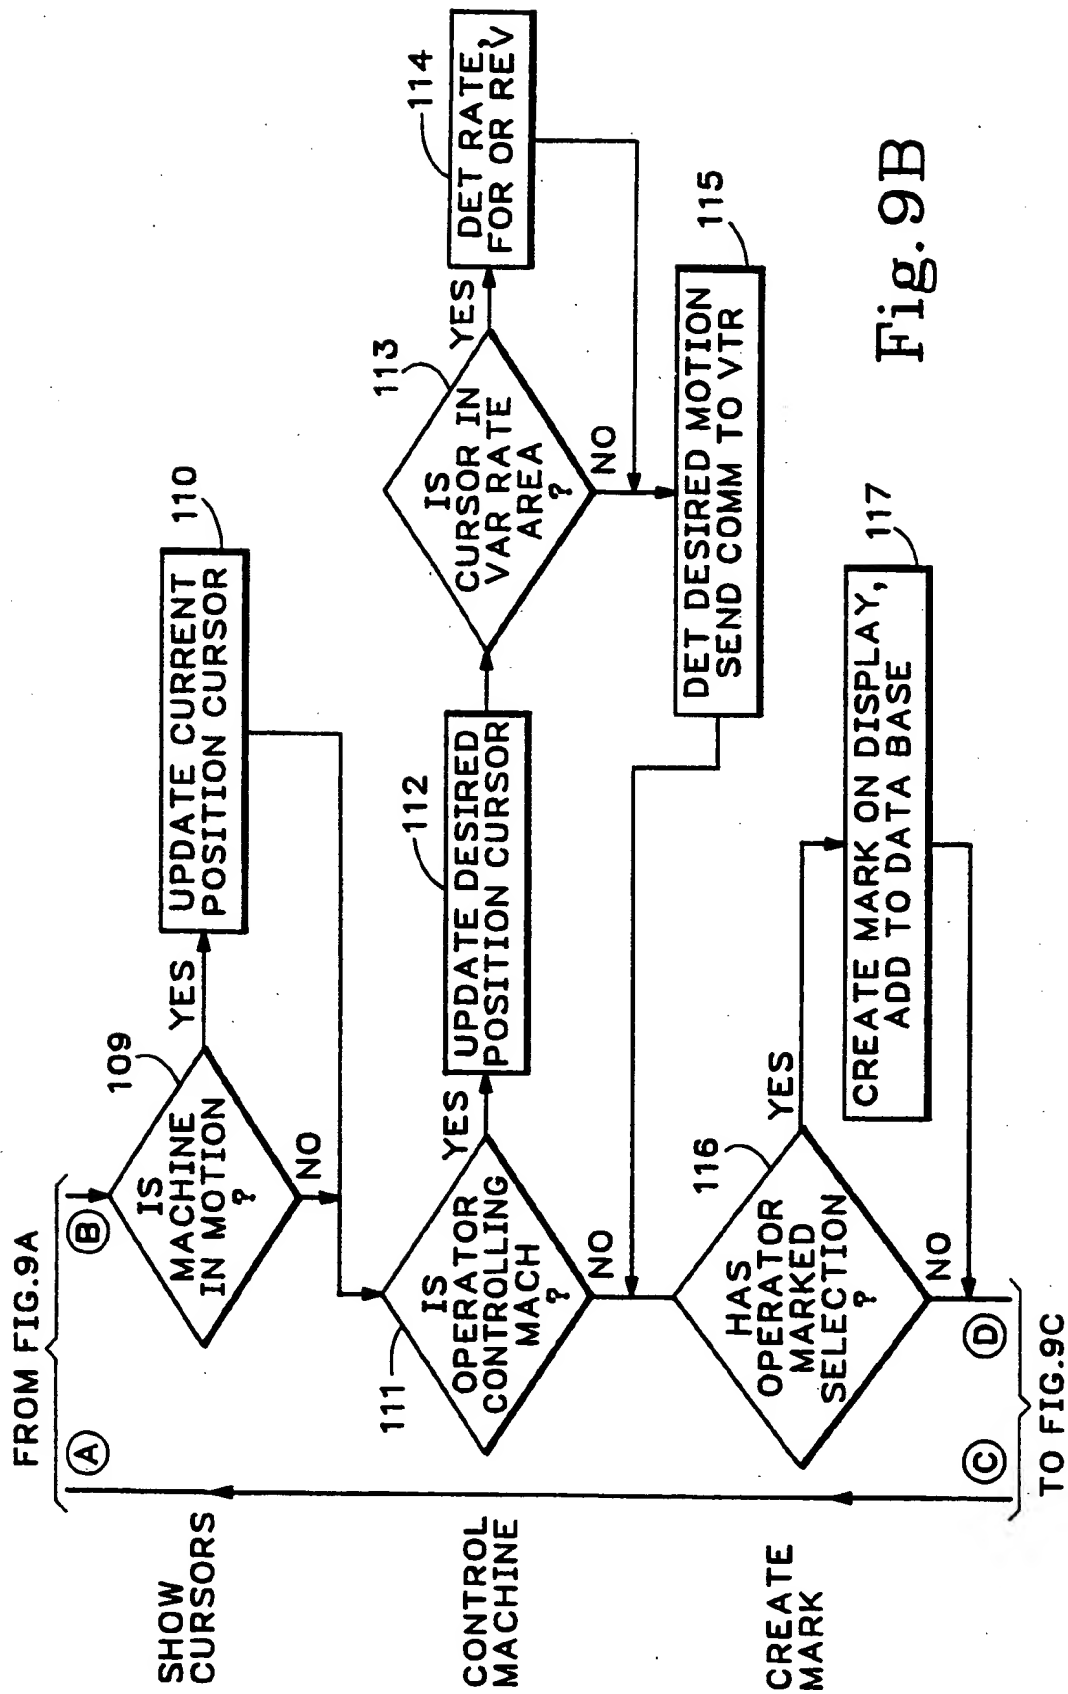 FROM FIG.9A
A
B
SHOW
CURSORS
IS
MACHINE
IN MOTION
?
109
YES
NO
UPDATE CURRENT
POSITION CURSOR
110
CONTROL
MACHINE
IS
OPERATOR
CONTROLLING
MACH
?
111
YES
NO
UPDATE DESIRED
POSITION CURSOR
112
IS
CURSOR IN
VAR RATE
AREA
?
113
YES
NO
DET RATE,
FOR OR REV
114
DET DESIRED MOTION
SEND COMM TO VTR
115
CREATE
MARK
HAS
OPERATOR
MARKED
SELECTION
?
116
YES
NO
CREATE MARK ON DISPLAY,
ADD TO DATA BASE
117
C
D
TO FIG.9C
Fig. 9B